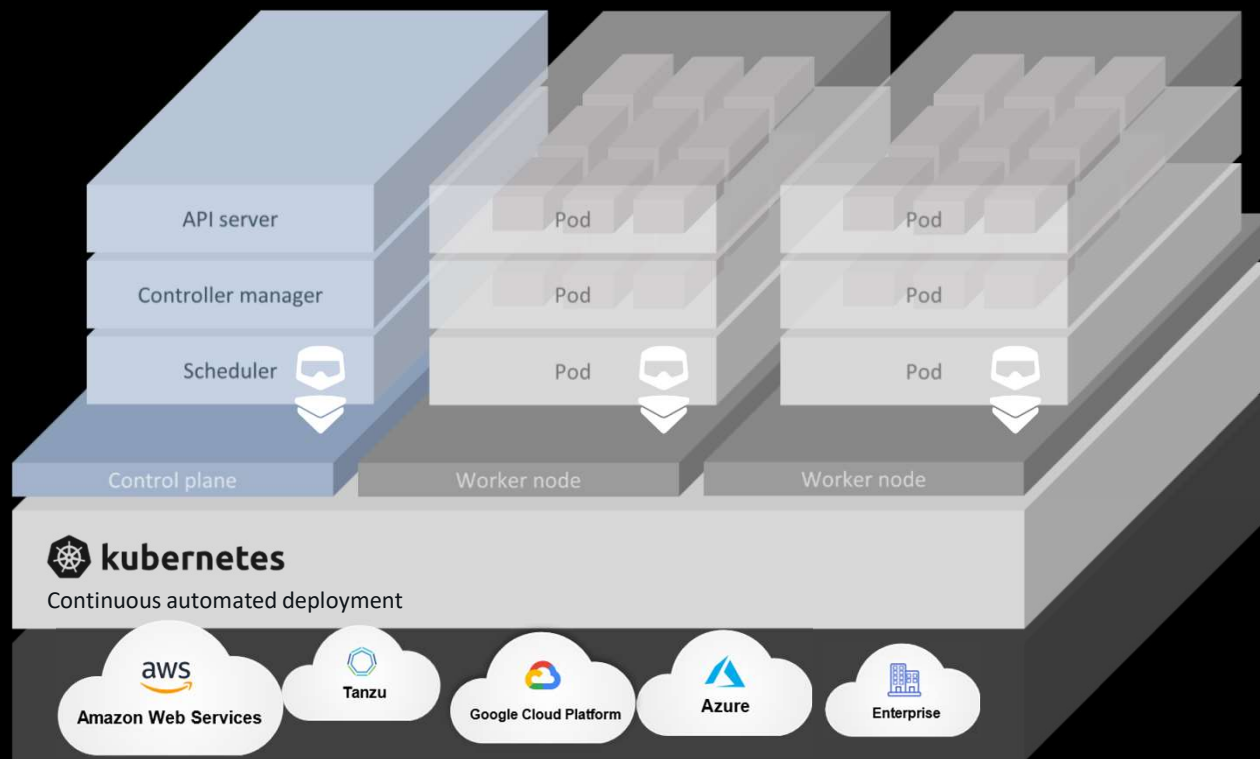 API server
Pod
Pod
Controller manager
Pod
Pod
Scheduler
Pod
Pod
Control plane
Worker node
Worker node
kubernetes
Continuous automated deployment
aws
Amazon Web Services
Tanzu
Google Cloud Platform
Azure
Enterprise